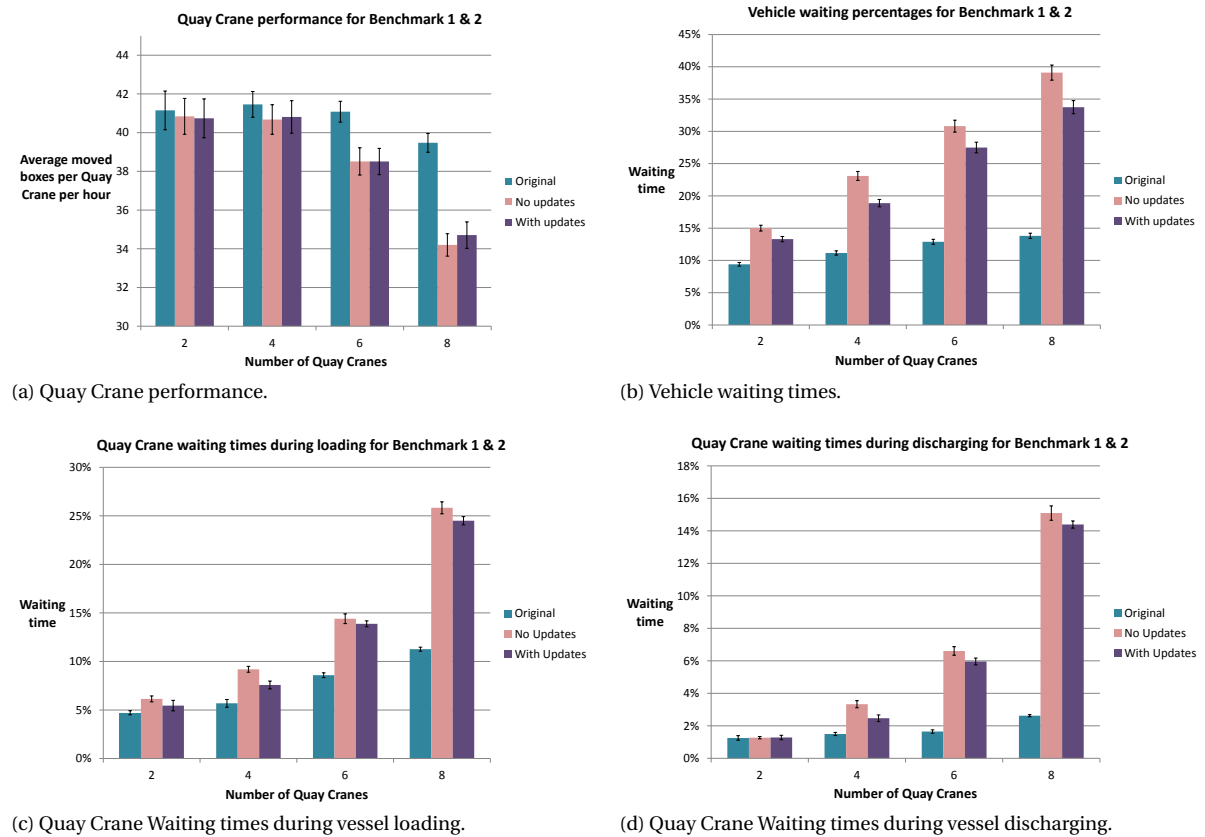 Quay Crane performance for Benchmark 1 & 2
44
42
40
38
36
34
32
30
Average moved
boxes per Quay
Crane per hour
2 4 6 8
Number of Quay Cranes
Original
No updates
With updates
(a) Quay Crane performance.
Vehicle waiting percentages for Benchmark 1 & 2
45%
40%
35%
30%
25%
20%
15%
10%
5%
0%
Waiting
time
2 4 6 8
Number of Quay Cranes
Original
No updates
With updates
(b) Vehicle waiting times.
Quay Crane waiting times during loading for Benchmark 1 & 2
30%
25%
20%
15%
10%
5%
0%
Waiting
time
2 4 6 8
Number of Quay Cranes
Original
No Updates
With Updates
(c) Quay Crane Waiting times during vessel loading.
Quay Crane waiting times during discharging for Benchmark 1 & 2
18%
16%
14%
12%
10%
8%
6%
4%
2%
0%
Waiting
time
2 4 6 8
Number of Quay Cranes
Original
No Updates
With Updates
(d) Quay Crane Waiting times during vessel discharging.